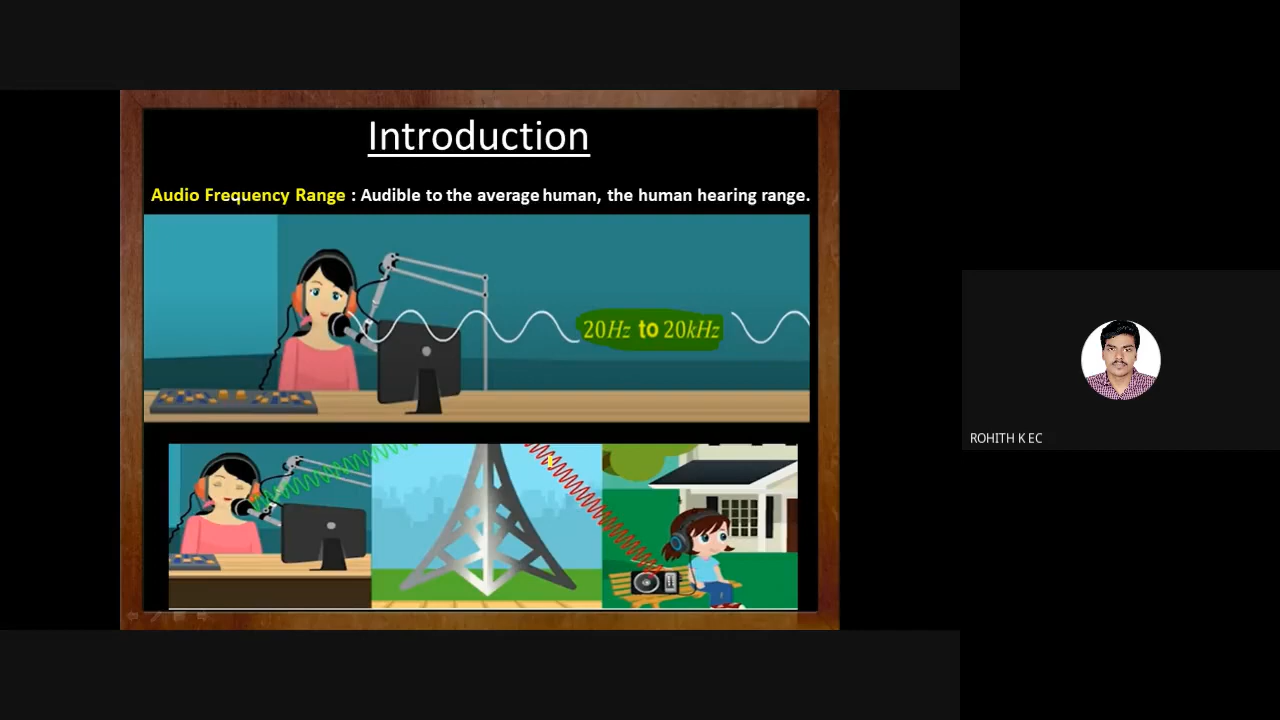 Introduction
Audio Frequency Range : Audible to the average human, the human hearing range.
20Hz to 20kHz
ROHITH K EC